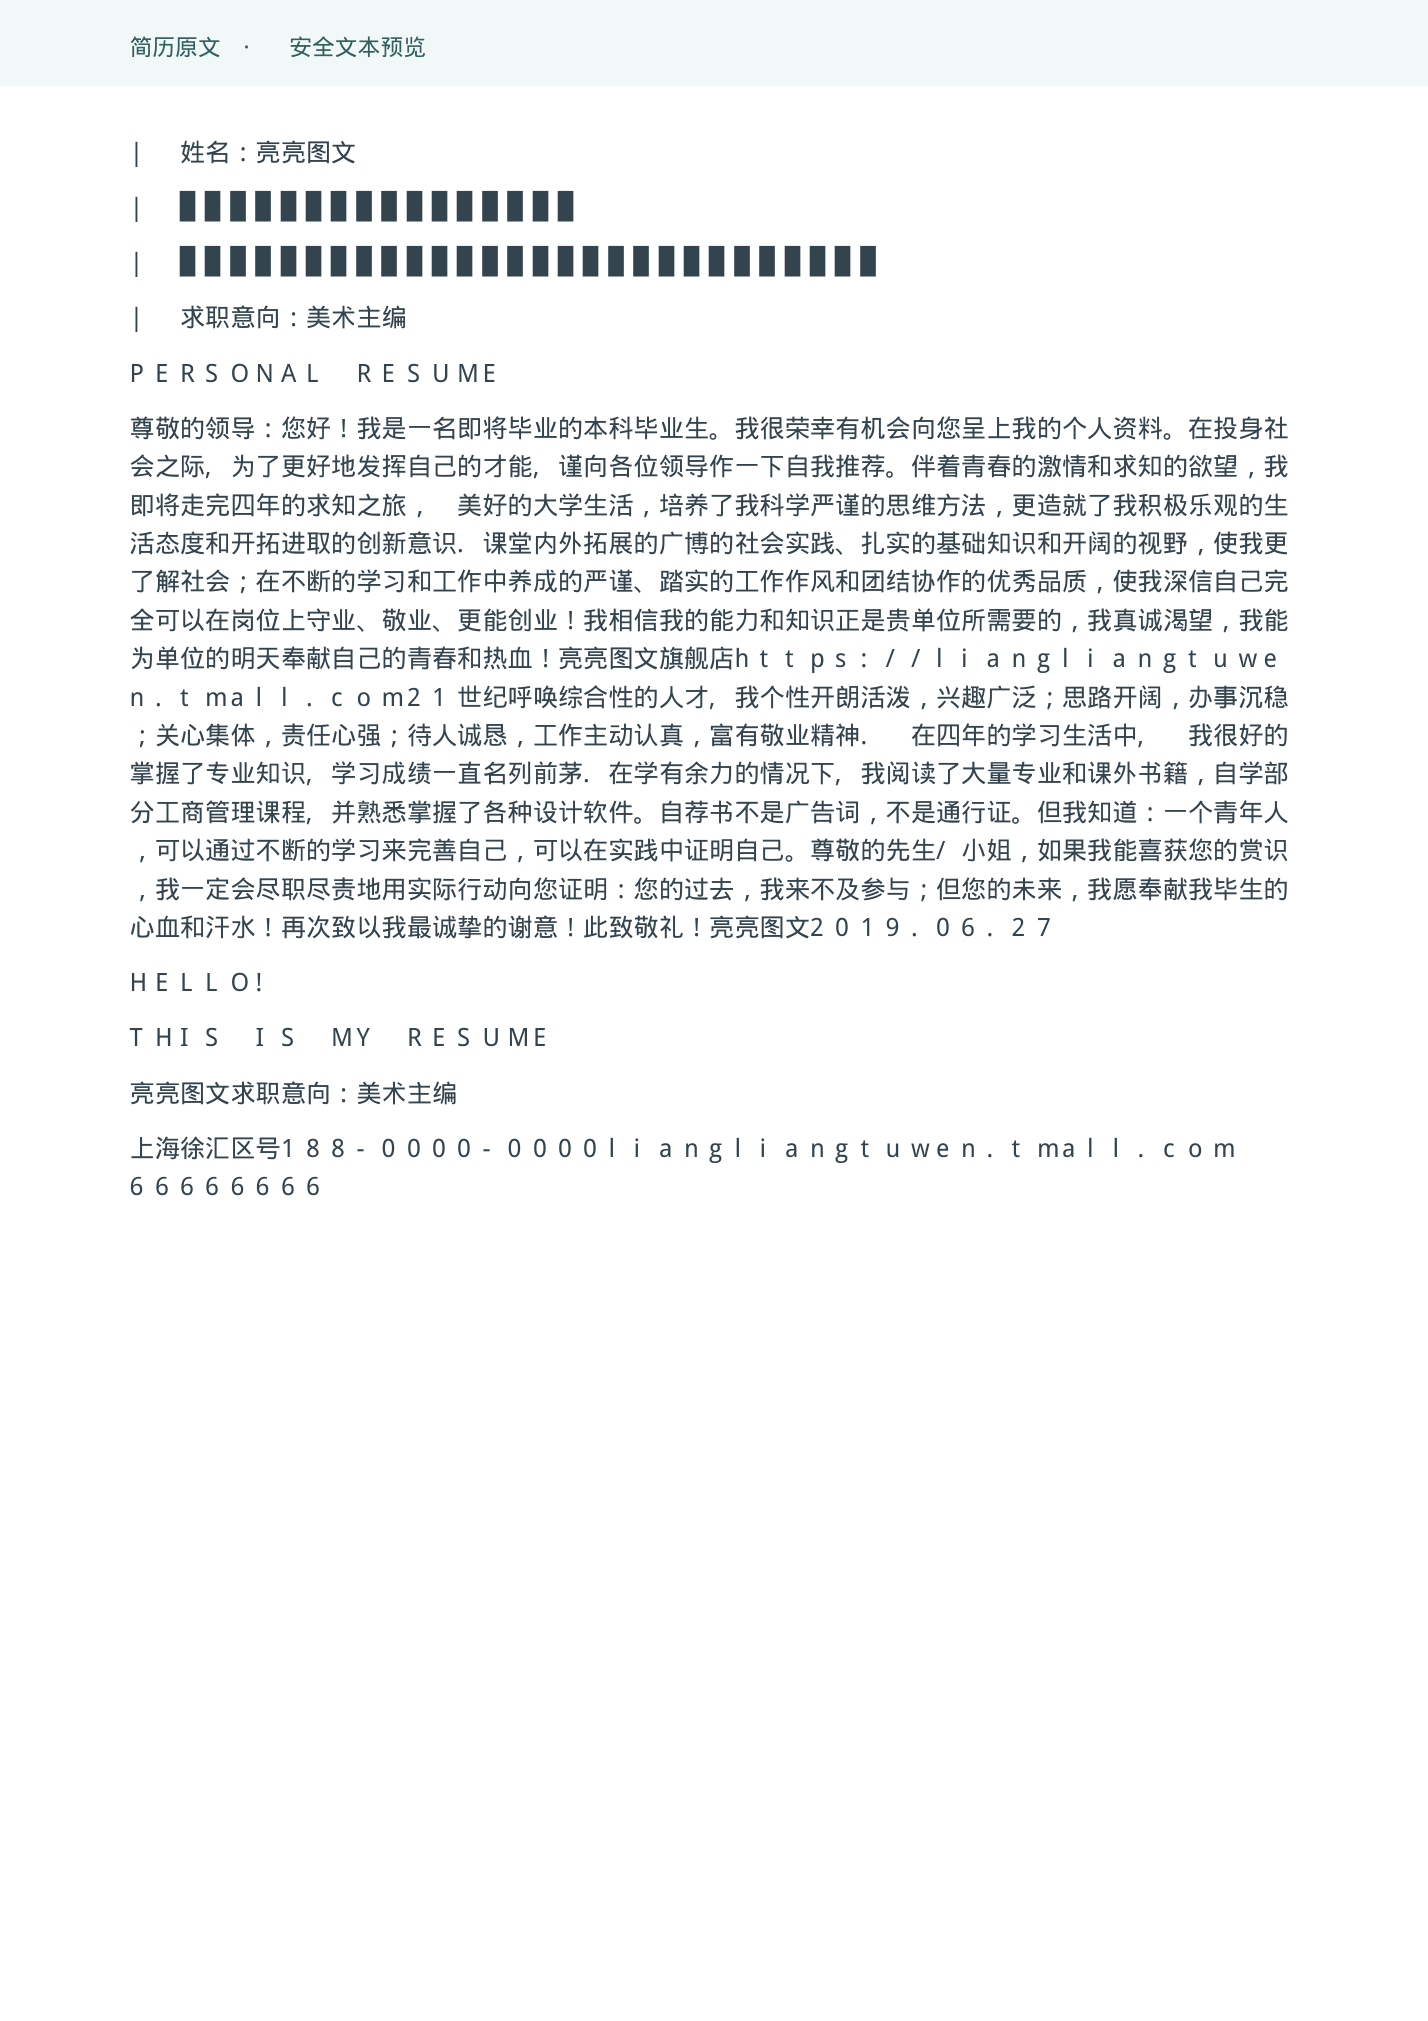 简历原文 · 安全文本预览
| 姓名：亮亮图文
| ████████████████
| ████████████████████████████
| 求职意向：美术主编
PERSONAL RESUME
尊敬的领导：您好！我是一名即将毕业的本科毕业生。我很荣幸有机会向您呈上我的个人资料。在投身社
会之际, 为了更好地发挥自己的才能, 谨向各位领导作一下自我推荐。伴着青春的激情和求知的欲望，我
即将走完四年的求知之旅， 美好的大学生活，培养了我科学严谨的思维方法，更造就了我积极乐观的生
活态度和开拓进取的创新意识. 课堂内外拓展的广博的社会实践、扎实的基础知识和开阔的视野，使我更
了解社会；在不断的学习和工作中养成的严谨、踏实的工作作风和团结协作的优秀品质，使我深信自己完
全可以在岗位上守业、敬业、更能创业！我相信我的能力和知识正是贵单位所需要的，我真诚渴望，我能
为单位的明天奉献自己的青春和热血！亮亮图文旗舰店https://liangliangtuwe
n.tmall.com21世纪呼唤综合性的人才, 我个性开朗活泼，兴趣广泛；思路开阔，办事沉稳
；关心集体，责任心强；待人诚恳，工作主动认真，富有敬业精神. 在四年的学习生活中, 我很好的
掌握了专业知识, 学习成绩一直名列前茅. 在学有余力的情况下, 我阅读了大量专业和课外书籍，自学部
分工商管理课程, 并熟悉掌握了各种设计软件。自荐书不是广告词，不是通行证。但我知道：一个青年人
，可以通过不断的学习来完善自己，可以在实践中证明自己。尊敬的先生/ 小姐，如果我能喜获您的赏识
，我一定会尽职尽责地用实际行动向您证明：您的过去，我来不及参与；但您的未来，我愿奉献我毕生的
心血和汗水！再次致以我最诚挚的谢意！此致敬礼！亮亮图文2019.06.27
HELLO!
THIS IS MY RESUME
亮亮图文求职意向：美术主编
上海徐汇区号188-0000-0000liangliangtuwen.tmall.com
66666666